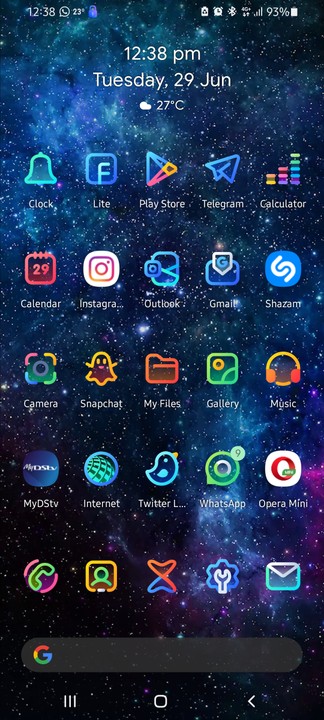 12:38 23° 4G+ 93%
12:38 pm
Tuesday, 29 Jun
27°C
Clock Lite Play Store Telegram Calculator
29
Calendar Instagra... Outlook Gmail Shazam
Camera Snapchat My Files Gallery Music
MyDStv
9
MyDStv Internet Twitter L... WhatsApp Opera Mini
G